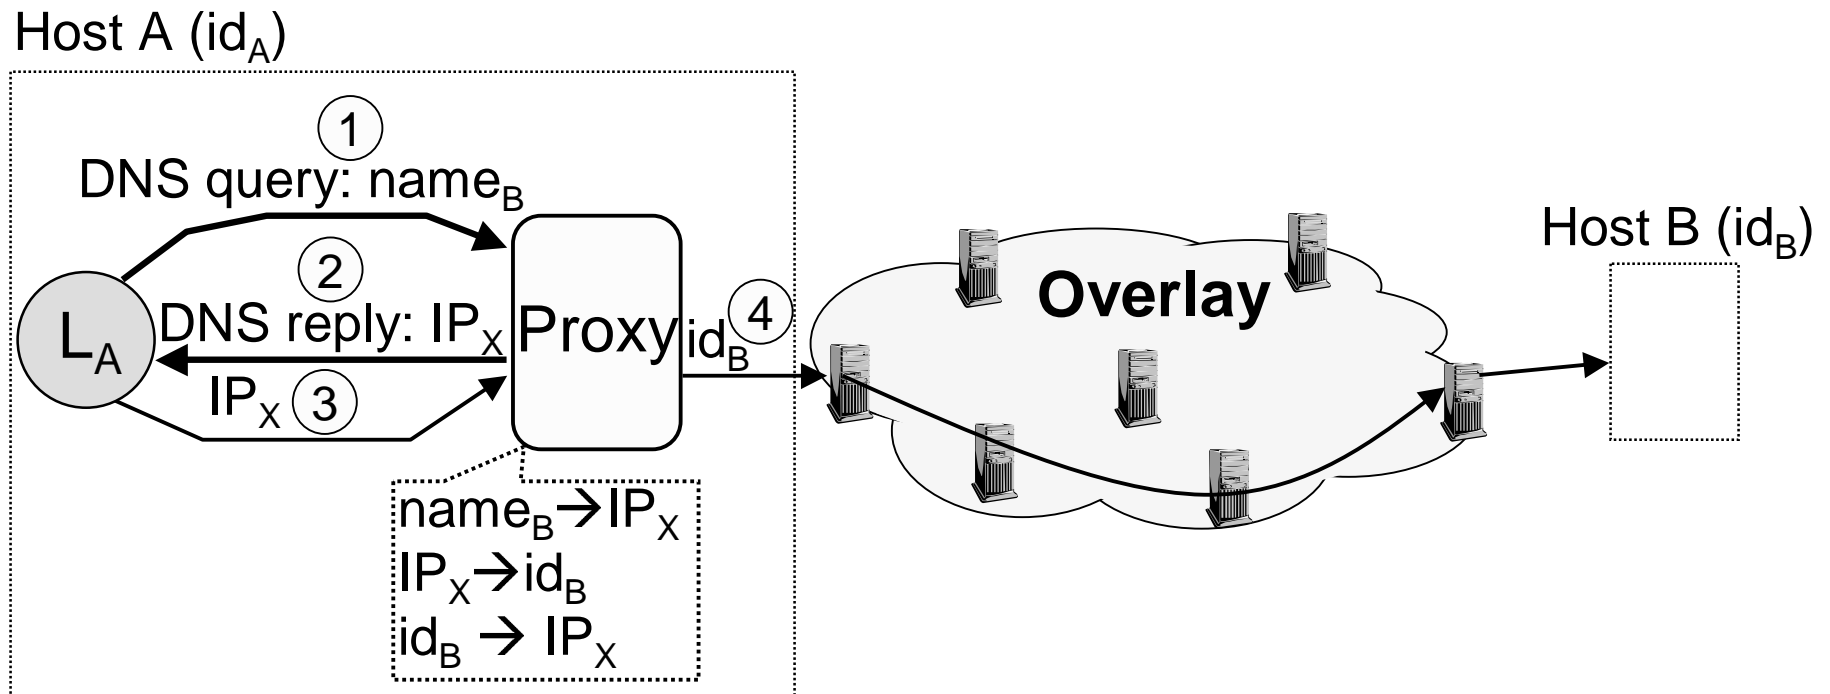 Host A (id_A)
1
DNS query: name_B
2
DNS reply: IP_X
L_A
Proxy
id_B
4
IP_X
3
name_B→IP_X
IP_X→id_B
id_B → IP_X
Overlay
Host B (id_B)